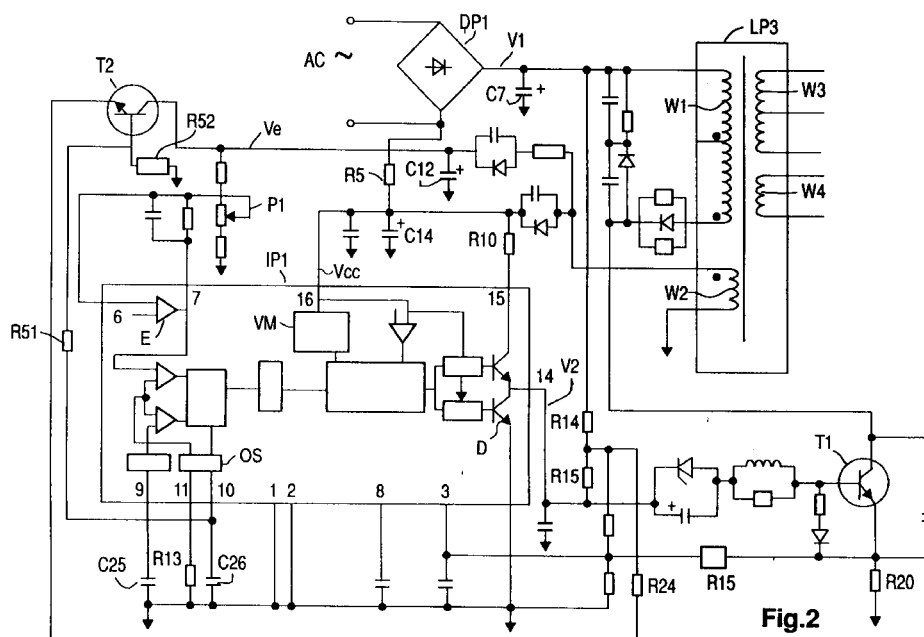 DP1
LP3
AC ~
V1
T2
C7
+
W1
W3
R52
Ve
R5
C12
+
W4
P1
+
C14
R10
IP1
Vcc
7
16
15
W2
6
E
VM
R51
14
V2
R14
D
T1
OS
R15
9
11
10
1
2
8
3
+
C25
R13
C26
R24
R15
R20
Fig.2